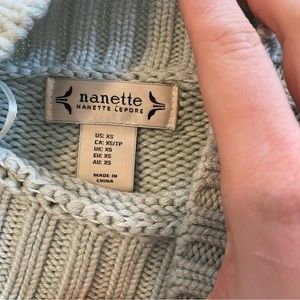 nanette
NANETTE LEPORE
US: XS
CA: XS/TP
UK: XS
EU: XS
AU: XS
MADE IN
CHINA